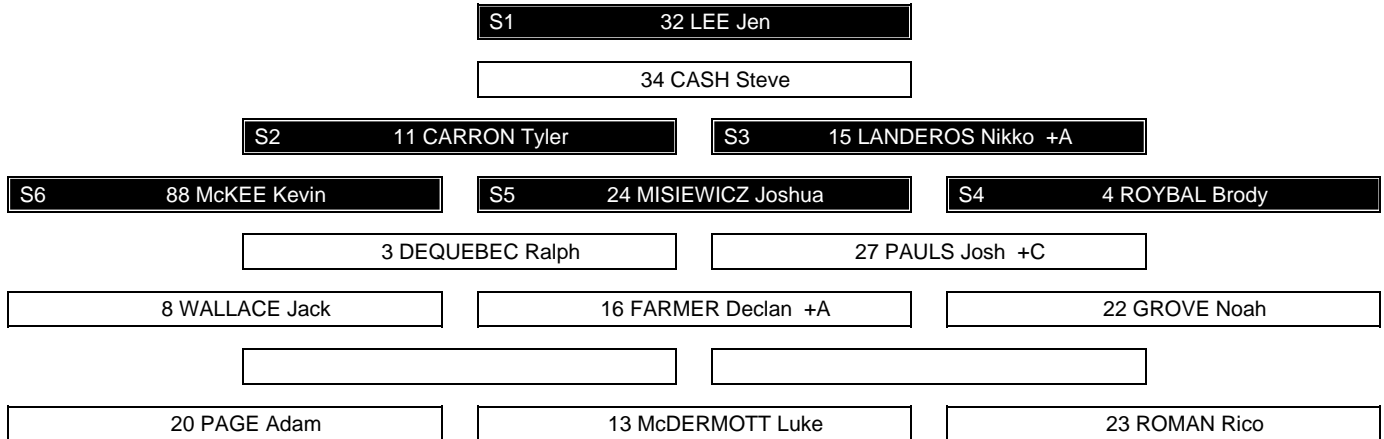 S1 32 LEE Jen
34 CASH Steve
S2 11 CARRON Tyler S3 15 LANDEROS Nikko +A
S6 88 McKEE Kevin S5 24 MISIEWICZ Joshua S4 4 ROYBAL Brody
3 DEQUEBEC Ralph 27 PAULS Josh +C
8 WALLACE Jack 16 FARMER Declan +A 22 GROVE Noah
20 PAGE Adam 13 McDERMOTT Luke 23 ROMAN Rico